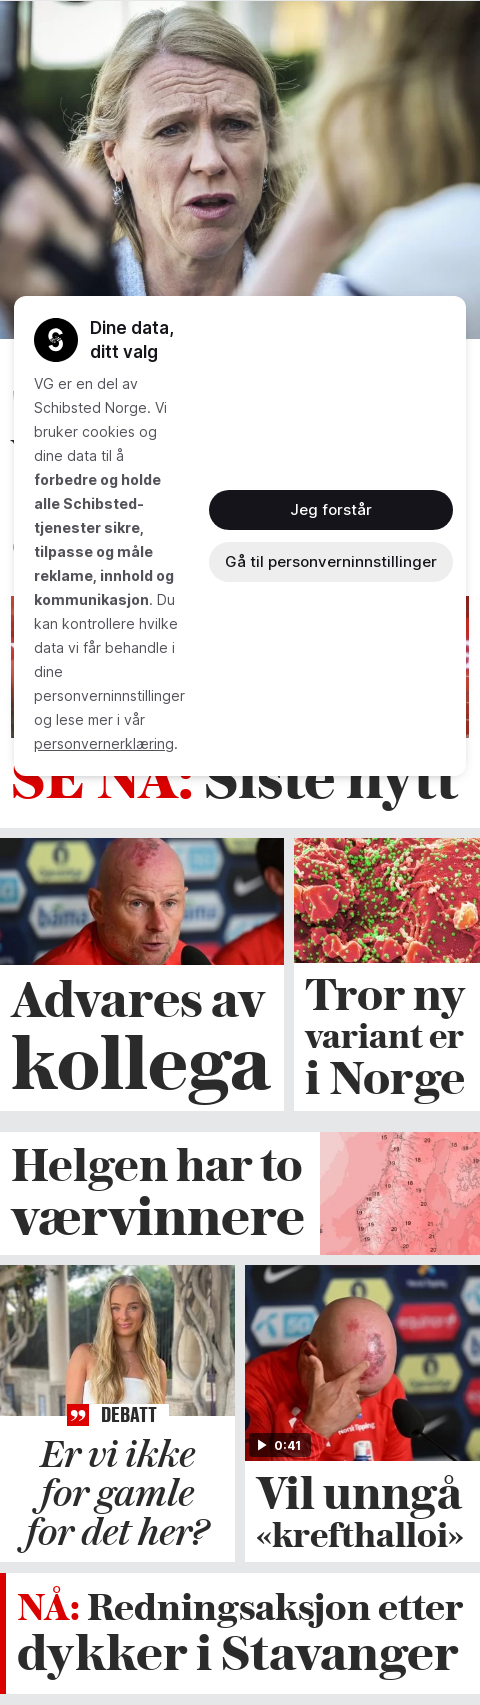 Dine data,
ditt valg
VG er en del av
Schibsted Norge. Vi
bruker cookies og
dine data til å
forbedre og holde
alle Schibsted-
tjenester sikre,
tilpasse og måle
reklame, innhold og
kommunikasjon. Du
kan kontrollere hvilke
data vi får behandle i
dine
personverninnstillinger
og lese mer i vår
personvernerklæring.
Jeg forstår
Gå til personverninnstillinger
SE NÅ: Siste nytt
Advares av
kollega
Tror ny
variant er
i Norge
Helgen har to
værvinnere
DEBATT
Er vi ikke
for gamle
for det her?
0:41
Vil unngå
«krefthalloi»
NÅ: Redningsaksjon etter
dykker i Stavanger